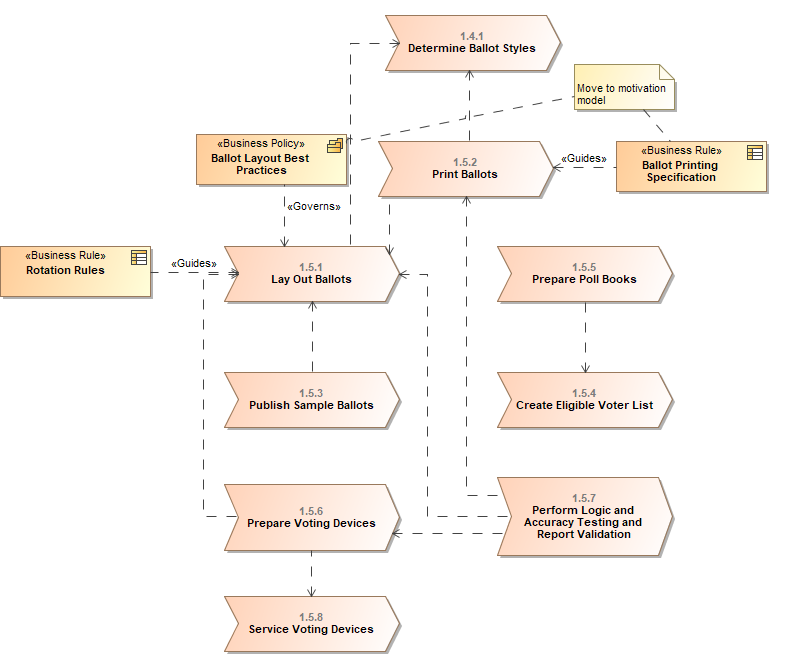 1.4.1
Determine Ballot Styles
Move to motivation
model
«Business Policy»
Ballot Layout Best
Practices
1.5.2
Print Ballots
«Guides»
«Business Rule»
Ballot Printing
Specification
«Governs»
«Business Rule»
Rotation Rules
«Guides»
1.5.1
Lay Out Ballots
1.5.5
Prepare Poll Books
1.5.3
Publish Sample Ballots
1.5.4
Create Eligible Voter List
1.5.6
Prepare Voting Devices
1.5.7
Perform Logic and
Accuracy Testing and
Report Validation
1.5.8
Service Voting Devices